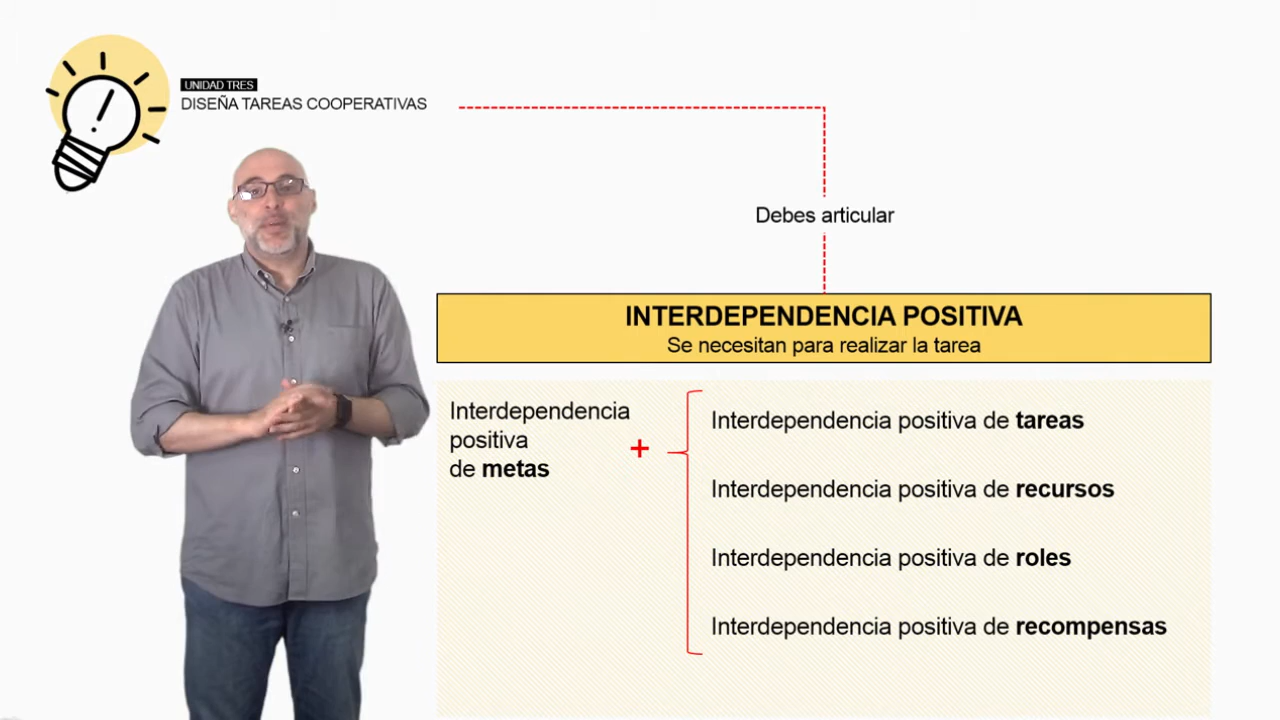 UNIDAD TRES
DISEÑA TAREAS COOPERATIVAS
Debes articular
INTERDEPENDENCIA POSITIVA
Se necesitan para realizar la tarea
Interdependencia
positiva
de metas
+
Interdependencia positiva de tareas
Interdependencia positiva de recursos
Interdependencia positiva de roles
Interdependencia positiva de recompensas